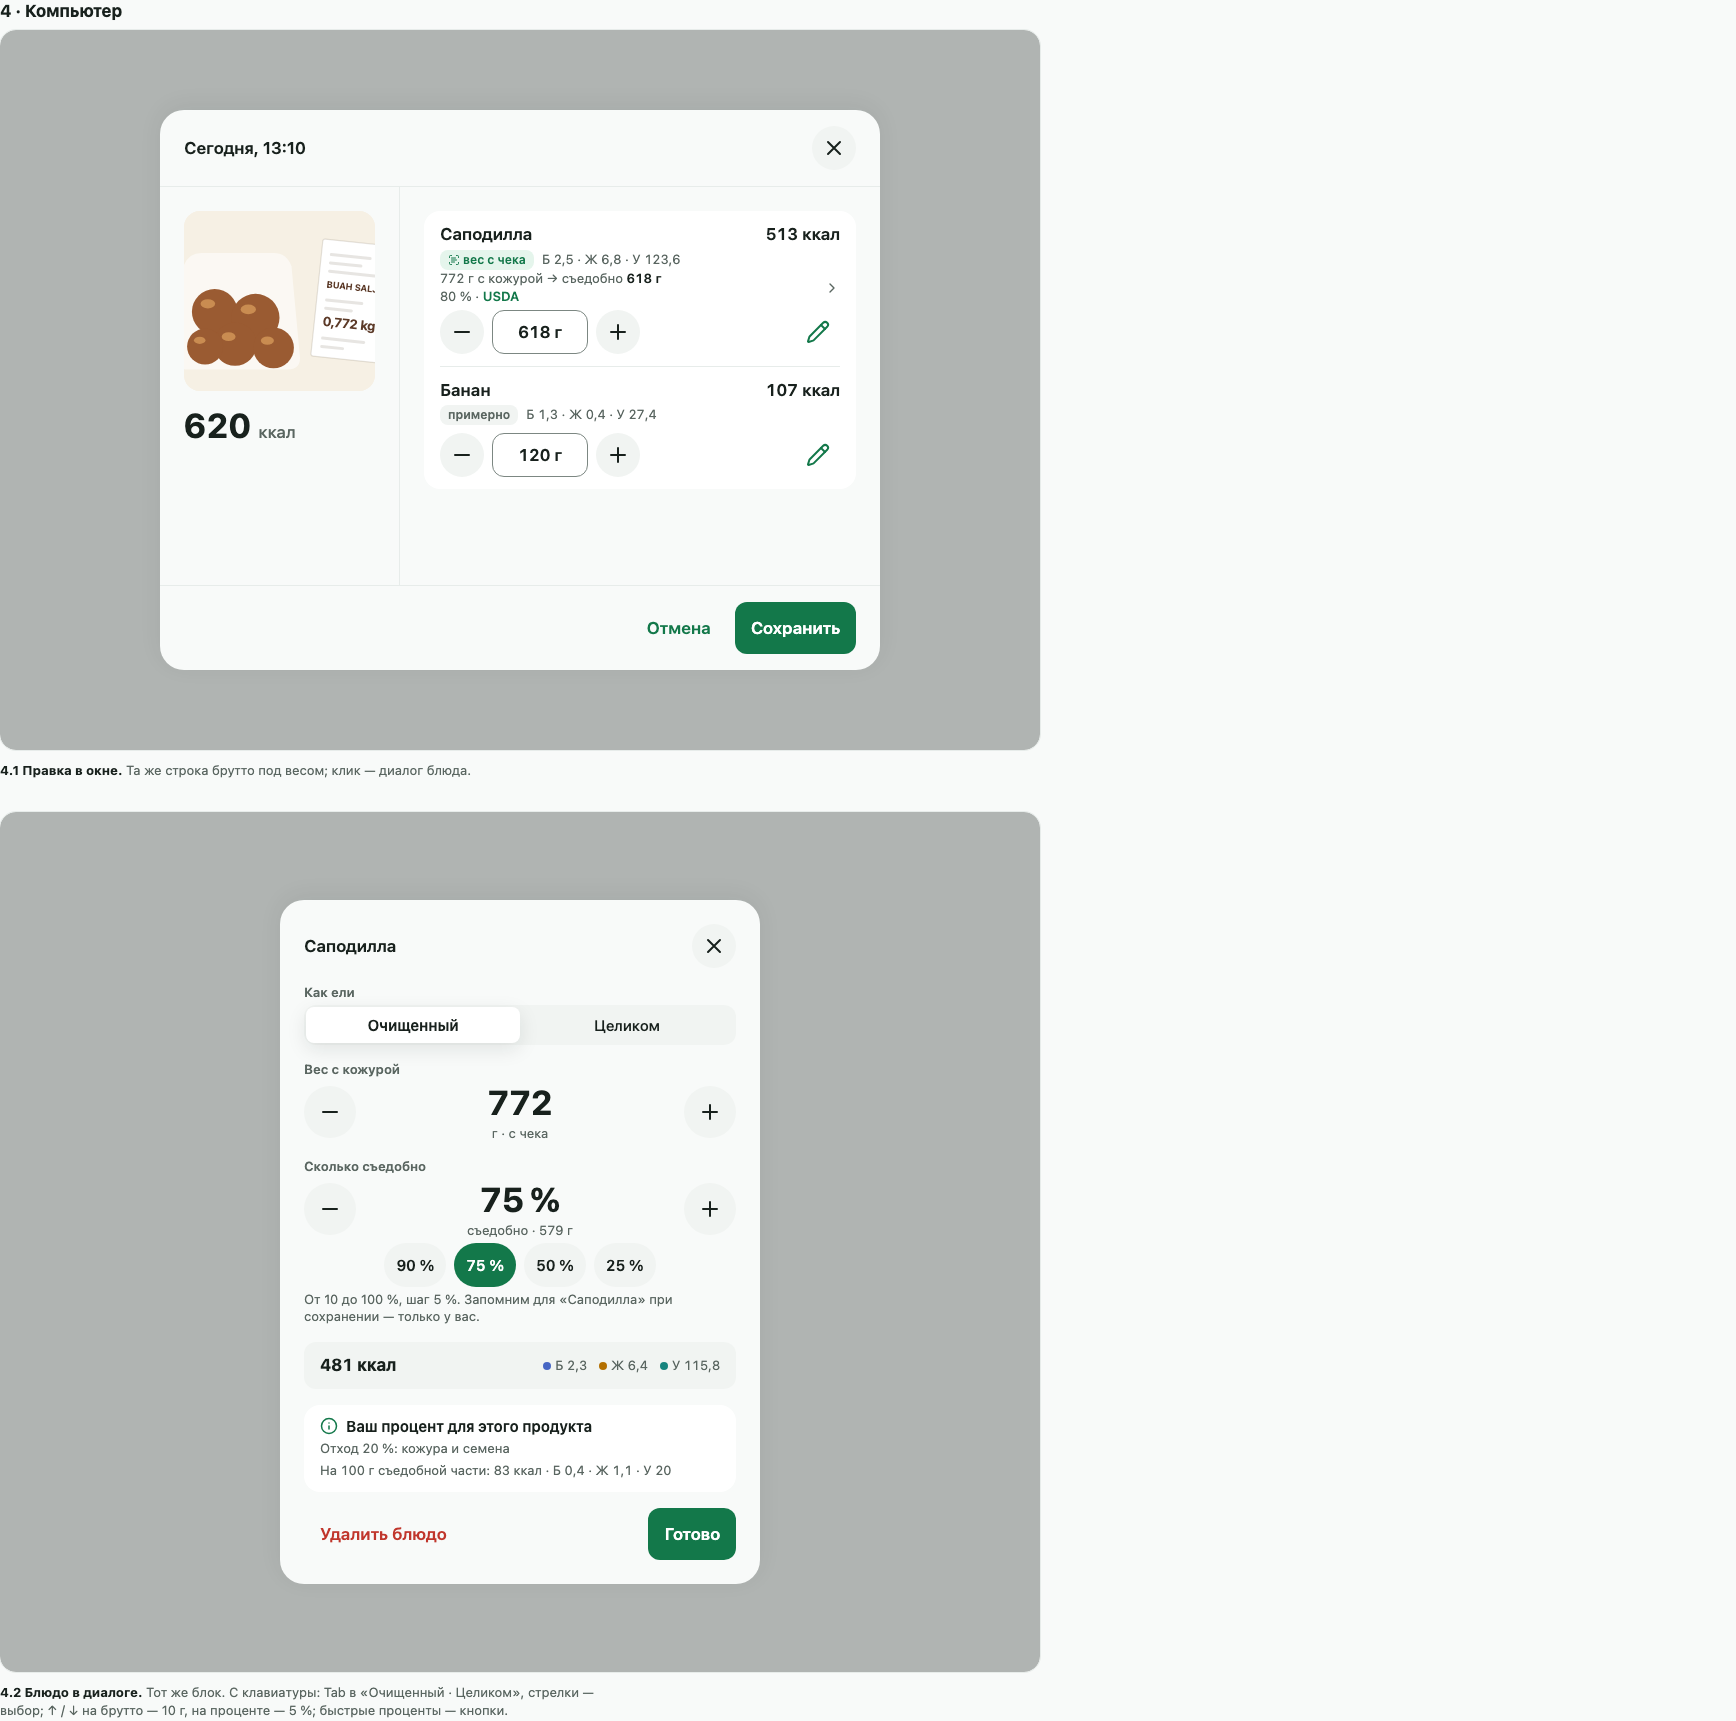 4 · Компьютер
Сегодня, 13:10
BUAH SAL
0,772 kg
620 ккал
Саподилла
513 ккал
вес с чека Б 2,5 · Ж 6,8 · У 123,6
772 г с кожурой → съедобно 618 г
80 % · USDA
618 г
Банан
107 ккал
примерно Б 1,3 · Ж 0,4 · У 27,4
120 г
Отмена
Сохранить
4.1 Правка в окне. Та же строка брутто под весом; клик — диалог блюда.
Саподилла
Как ели
Очищенный
Целиком
Вес с кожурой
772
г · с чека
Сколько съедобно
75 %
съедобно · 579 г
90 %
75 %
50 %
25 %
От 10 до 100 %, шаг 5 %. Запомним для «Саподилла» при
сохранении — только у вас.
481 ккал
Б 2,3 Ж 6,4 У 115,8
Ваш процент для этого продукта
Отход 20 %: кожура и семена
На 100 г съедобной части: 83 ккал · Б 0,4 · Ж 1,1 · У 20
Удалить блюдо
Готово
4.2 Блюдо в диалоге. Тот же блок. С клавиатуры: Tab в «Очищенный · Целиком», стрелки —
выбор; ↑ / ↓ на брутто — 10 г, на проценте — 5 %; быстрые проценты — кнопки.